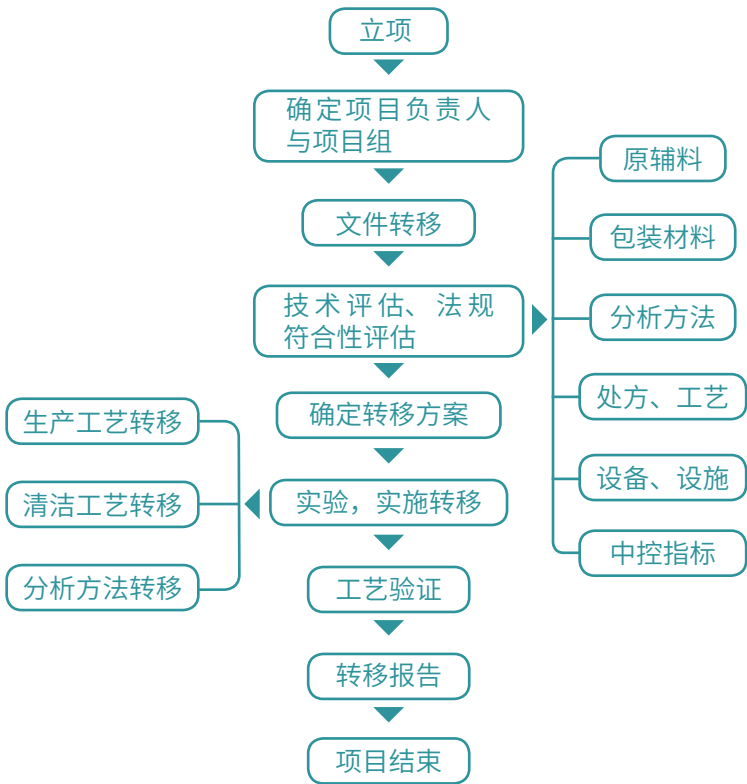 立项
确定项目负责人
与项目组
文件转移
技术评估、法规
符合性评估
确定转移方案
实验，实施转移
工艺验证
转移报告
项目结束
原辅料
包装材料
分析方法
处方、工艺
设备、设施
中控指标
生产工艺转移
清洁工艺转移
分析方法转移